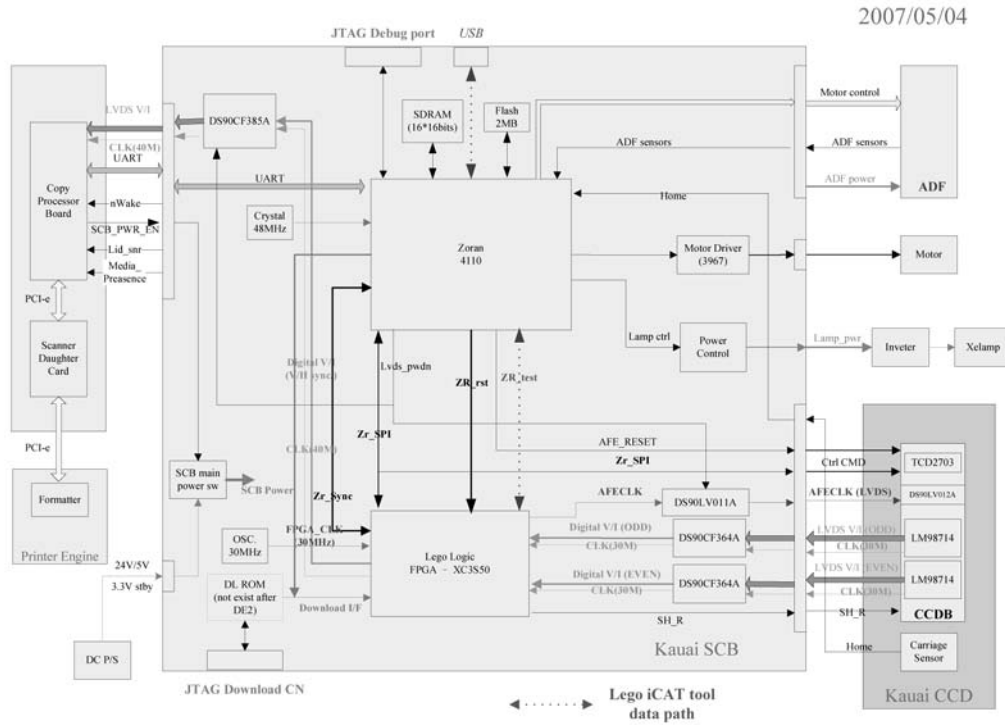 2007/05/04
JTAG Debug port
USB
LVDS V/I
CLK(40M)
UART
Copy
Processor
Board
nWake
SCB_PWR_EN
Lid_snr
Media_
Preasence
PCI-e
Scanner
Daughter
Card
PCI-e
Formatter
Printer Engine
24V/5V
3.3V stby
DC P/S
DS90CF385A
SDRAM
(16*16bits)
Flash
2MB
UART
Crystal
48MHz
Zoran
4110
Motor control
ADF sensors
ADF sensors
ADF power
ADF
Home
Motor Driver
(3967)
Motor
Lamp ctrl
Power
Control
Lamp_pwr
Inveter
Xelamp
Digital V/I
(V/H sync)
Lvds_pwdn
ZR_rst
ZR_test
Zr_SPI
CLK(40M)
Zr_Sync
SCB main
power sw
SCB Power
AFE_RESET
Zr_SPI
Ctrl CMD
TCD2703
AFECLK
DS90LV011A
AFECLK (LVDS)
DS90LV012A
OSC.
30MHz
FPGA_CLK
(30MHz)
Lego Logic
FPGA - XC3S50
Digital V/I (ODD)
CLK(30M)
DS90CF364A
LVDS V/I (ODD)
CLK(30M)
LM98714
Digital V/I (EVEN)
CLK(30M)
DS90CF364A
LVDS V/I (EVEN)
CLK(30M)
LM98714
DL ROM
(not exist after
DE2)
Download I/F
SH_R
SH_R
CCDB
Kauai SCB
Home
Carriage
Sensor
Kauai CCD
JTAG Download CN
Lego iCAT tool
data path